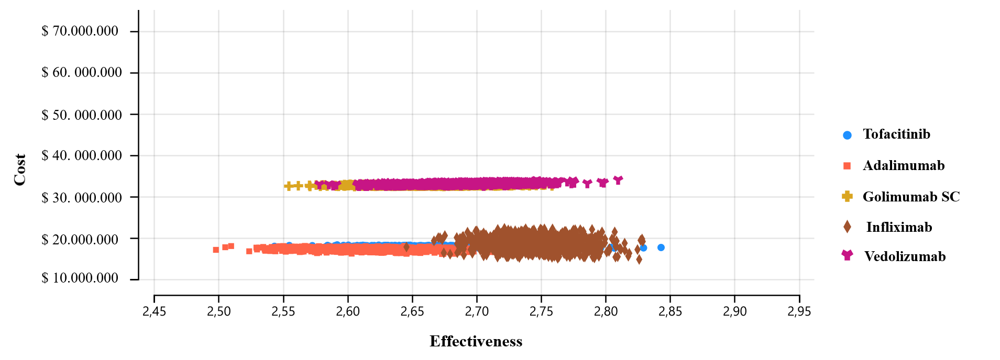 $ 70.000.000
$ 60. 000.000
$ 50. 000.000
$ 40. 000.000
$ 30. 000.000
$ 20.000.000
$ 10.000.000
Cost
2,45 2,50 2,55 2,60 2,65 2,70 2,75 2,80 2,85 2,90 2,95
Effectiveness
Tofacitinib
Adalimumab
Golimumab SC
Infliximab
Vedolizumab